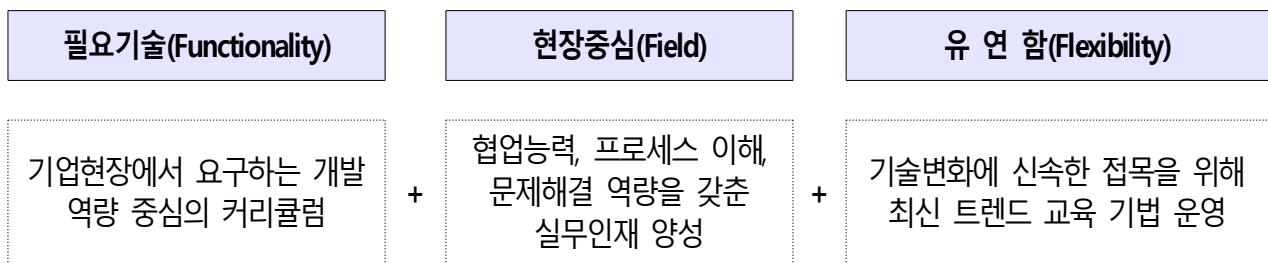 필요기술(Functionality)
현장중심(Field)
유 연 함(Flexibility)
기업현장에서 요구하는 개발
역량 중심의 커리큘럼
+
협업능력, 프로세스 이해,
문제해결 역량을 갖춘
실무인재 양성
+
기술변화에 신속한 접목을 위해
최신 트렌드 교육 기법 운영